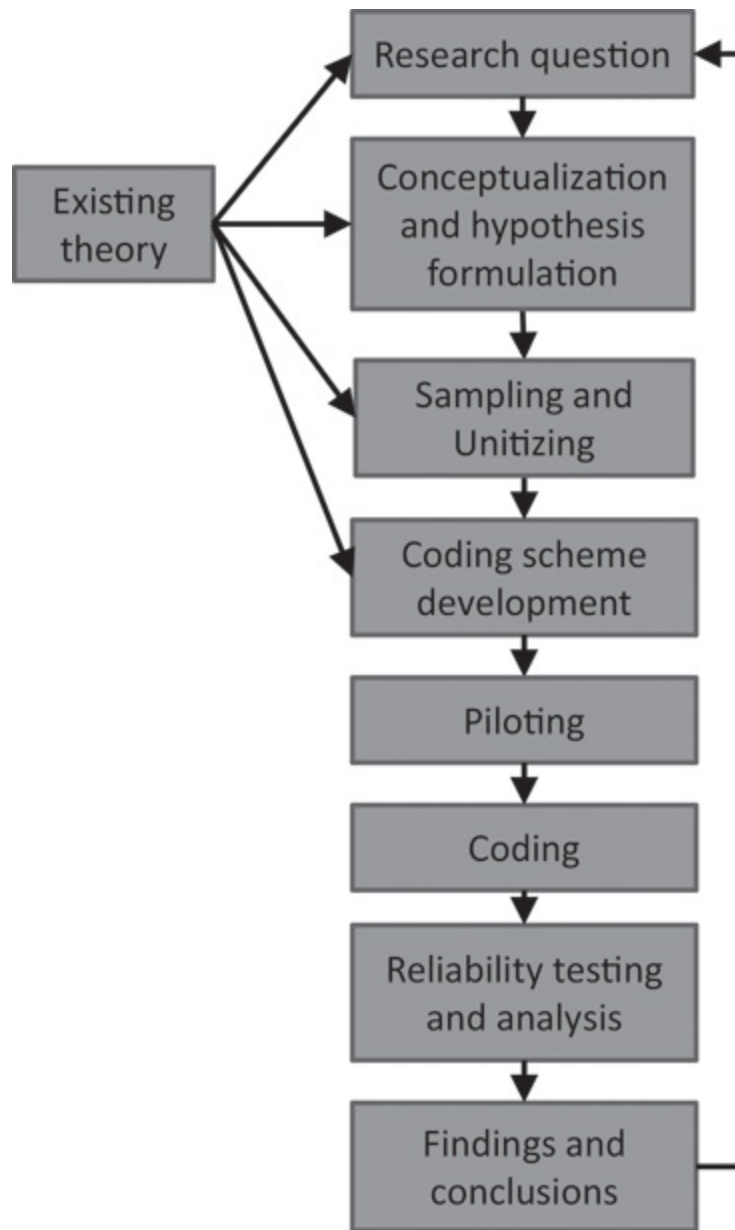 Research question
Conceptualization
and hypothesis
formulation
Existing
theory
Sampling and
Unitizing
Coding scheme
development
Piloting
Coding
Reliability testing
and analysis
Findings and
conclusions